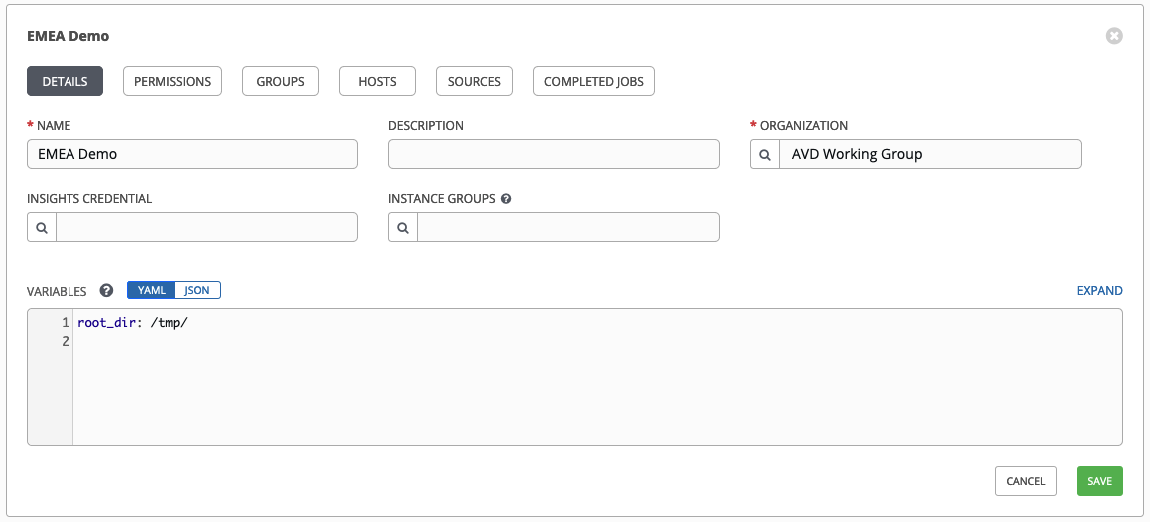 EMEA Demo
DETAILS PERMISSIONS GROUPS HOSTS SOURCES COMPLETED JOBS
* NAME DESCRIPTION * ORGANIZATION
EMEA Demo AVD Working Group
INSIGHTS CREDENTIAL INSTANCE GROUPS ?
VARIABLES ? YAML JSON EXPAND
1 root_dir: /tmp/
2
CANCEL SAVE